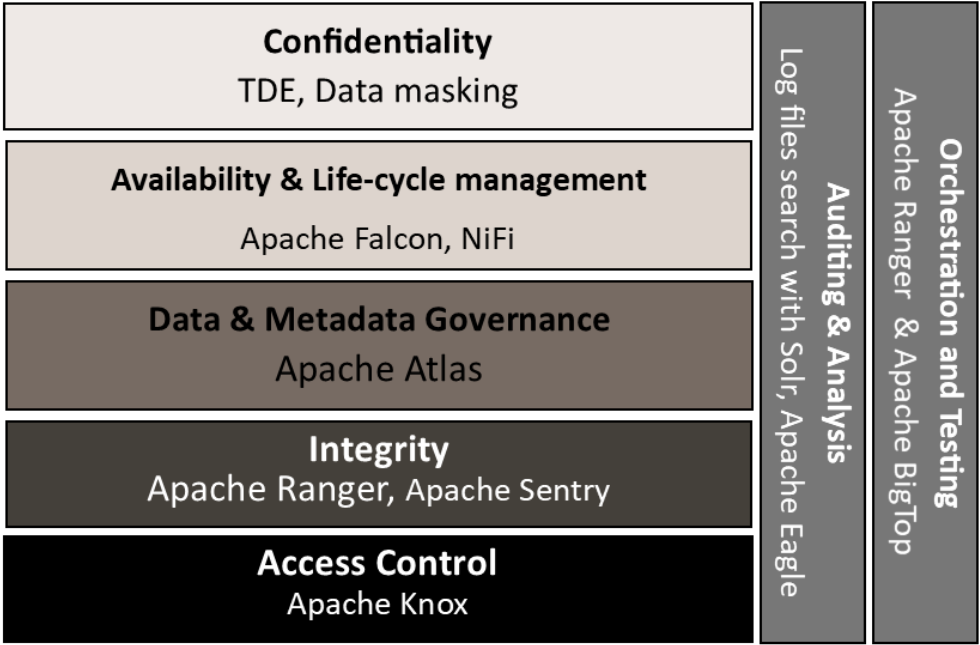 Confidentiality
TDE, Data masking
Availability & Life-cycle management
Apache Falcon, NiFi
Data & Metadata Governance
Apache Atlas
Integrity
Apache Ranger, Apache Sentry
Access Control
Apache Knox
Auditing & Analysis
Log files search with Solr, Apache Eagle
Orchestration and Testing
Apache Ranger & Apache BigTop